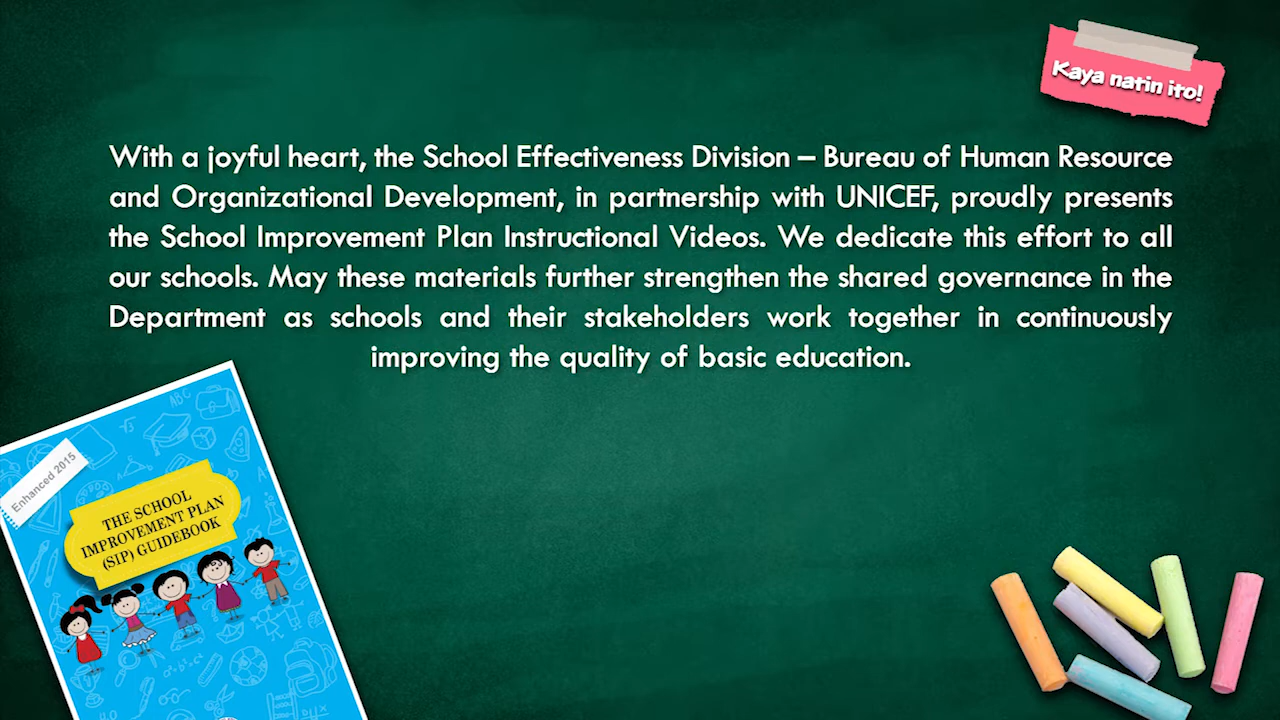 Kaya natin ito!
With a joyful heart, the School Effectiveness Division – Bureau of Human Resource
and Organizational Development, in partnership with UNICEF, proudly presents
the School Improvement Plan Instructional Videos. We dedicate this effort to all
our schools. May these materials further strengthen the shared governance in the
Department as schools and their stakeholders work together in continuously
improving the quality of basic education.
Enhanced 2015
THE SCHOOL
IMPROVEMENT PLAN
(SIP) GUIDEBOOK